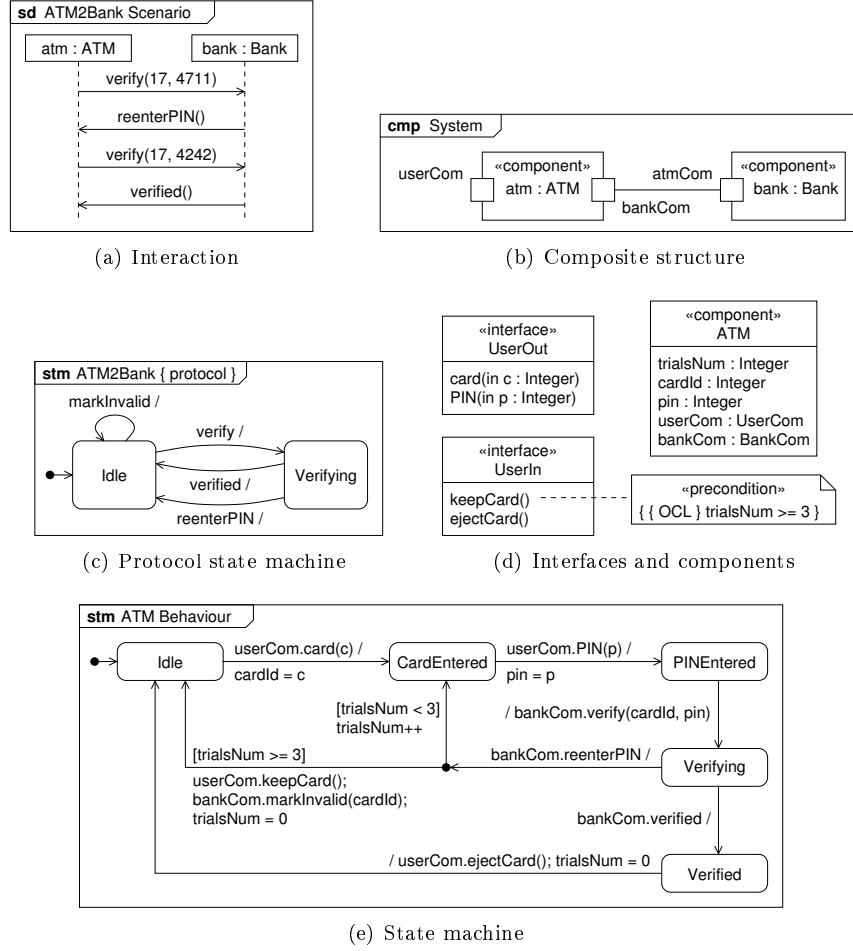 sd ATM2Bank Scenario
atm : ATM
bank : Bank
verify(17, 4711)
reenterPIN()
verify(17, 4242)
verified()
(a) Interaction
cmp System
userCom
«component»
atm : ATM
bankCom
atmCom
«component»
bank : Bank
(b) Composite structure
stm ATM2Bank { protocol }
markInvalid /
Idle
verify /
verified /
reenterPIN /
Verifying
(c) Protocol state machine
«interface»
UserOut
card(in c : Integer)
PIN(in p : Integer)
«interface»
UserIn
keepCard()
ejectCard()
«component»
ATM
trialsNum : Integer
cardId : Integer
pin : Integer
userCom : UserCom
bankCom : BankCom
«precondition»
{ { OCL } trialsNum >= 3 }
(d) Interfaces and components
stm ATM Behaviour
Idle
userCom.card(c) /
cardId = c
CardEntered
userCom.PIN(p) /
pin = p
PINEntered
/ bankCom.verify(cardId, pin)
[trialsNum < 3]
trialsNum++
[trialsNum >= 3]
userCom.keepCard();
bankCom.markInvalid(cardId);
trialsNum = 0
bankCom.reenterPIN /
Verifying
bankCom.verified /
/ userCom.ejectCard(); trialsNum = 0
Verified
(e) State machine